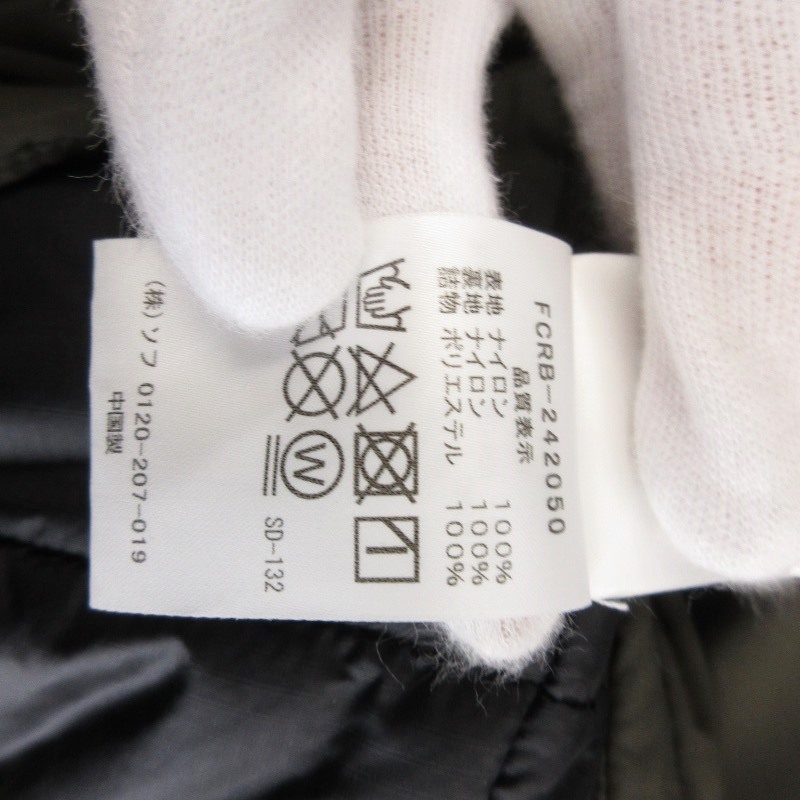 FCRB-242050
品質表示
表地 ナイロン 100%
裏地 ナイロン 100%
詰物 ポリエステル 100%
W
SD-132
(株)ソフ 0120-207-019
中国製